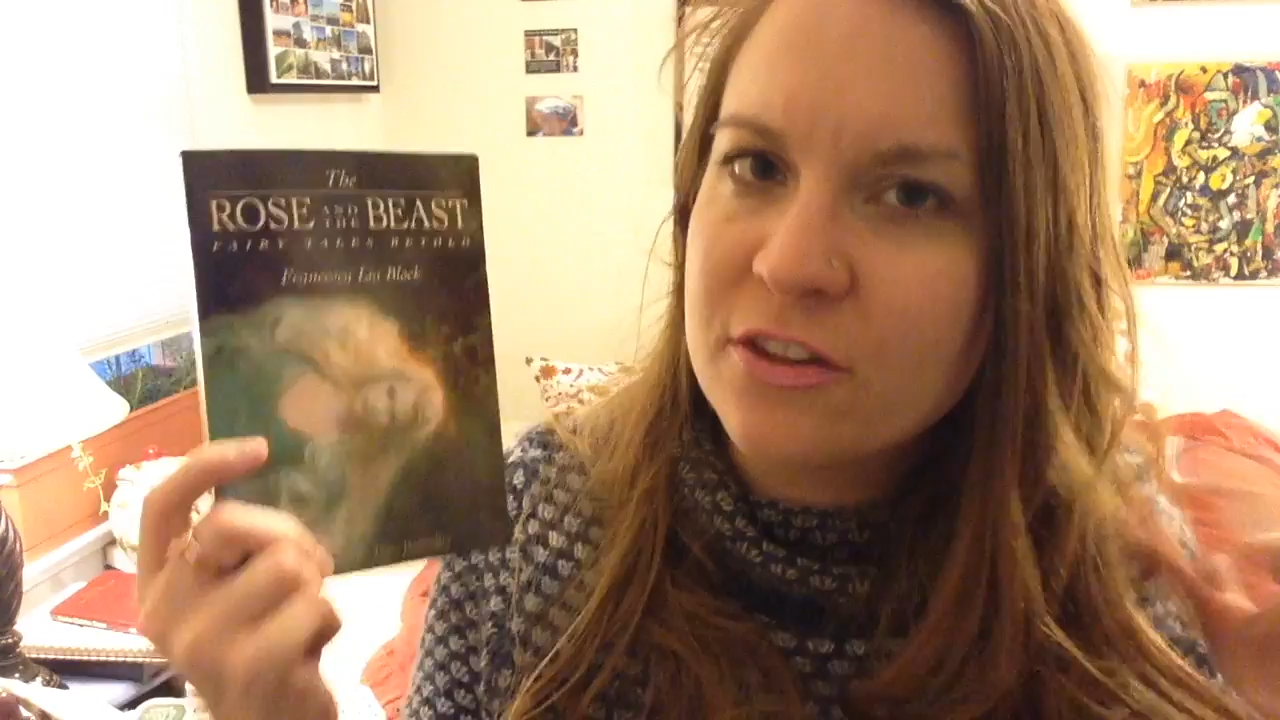 The
ROSE AND THE BEAST
FAIRY TALES RETOLD
Francesca Lia Block